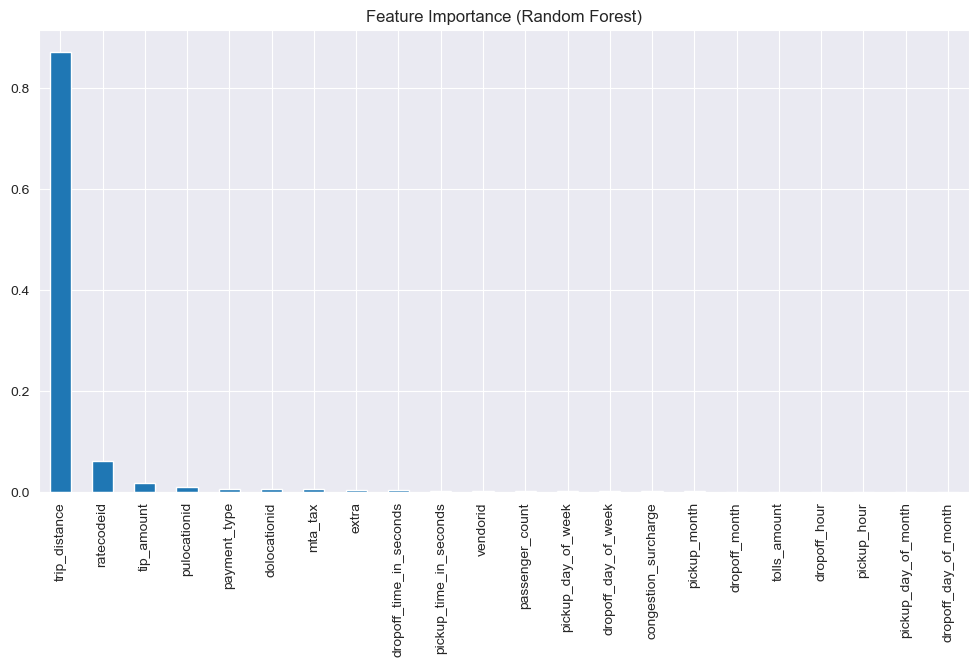 Feature Importance (Random Forest)
0.8
0.6
0.4
0.2
0.0
trip_distance
ratecodeid
tip_amount
pulocationid
payment_type
dolocationid
mta_tax
extra
dropoff_time_in_seconds
pickup_time_in_seconds
vendorid
passenger_count
pickup_day_of_week
dropoff_day_of_week
congestion_surcharge
pickup_month
dropoff_month
tolls_amount
dropoff_hour
pickup_hour
pickup_day_of_month
dropoff_day_of_month